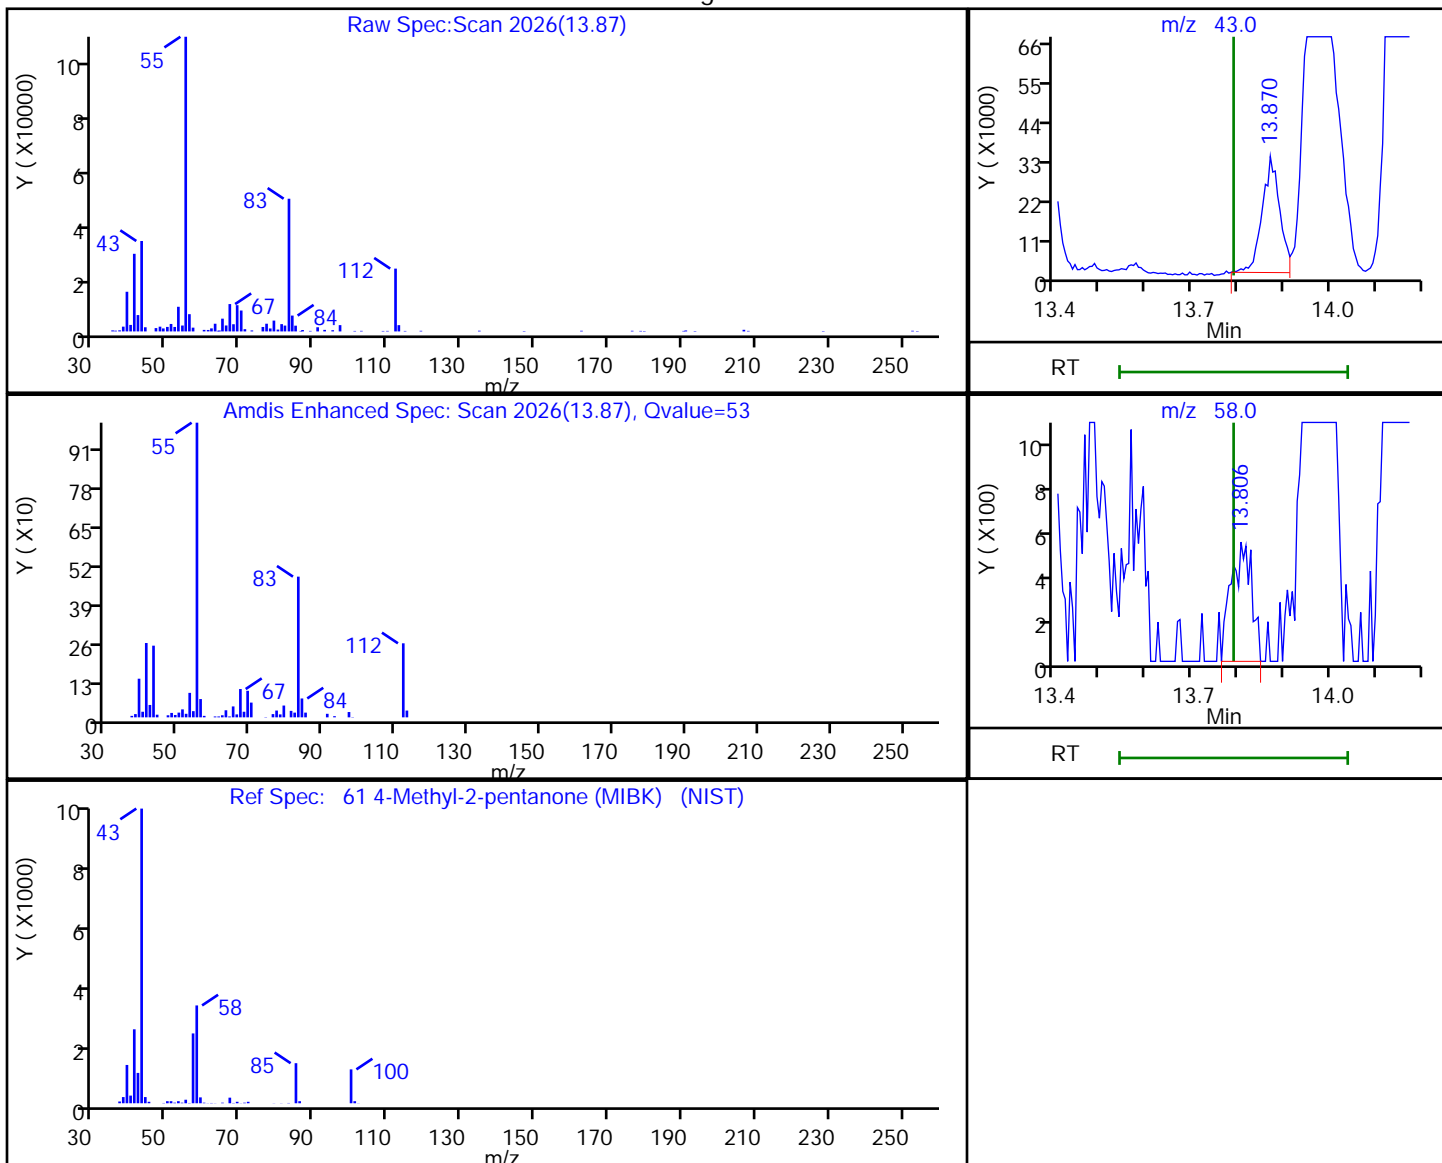 Raw Spec:Scan 2026(13.87)
Y ( X10000)
10
8
6
4
2
0
55
83
43
112
67
84
30 50 70 90 110 130 150 170 190 210 230 250
m/z
m/z 43.0
Y ( X1000)
66
55
44
33
22
11
0
13.870
13.4 13.7 14.0
Min
RT
Amdis Enhanced Spec: Scan 2026(13.87), Qvalue=53
Y ( X10)
91
78
65
52
39
26
13
0
55
83
112
67
84
30 50 70 90 110 130 150 170 190 210 230 250
m/z
m/z 58.0
Y ( X100)
10
8
6
4
2
0
13.806
13.4 13.7 14.0
Min
RT
Ref Spec: 61 4-Methyl-2-pentanone (MIBK) (NIST)
Y ( X1000)
10
8
6
4
2
0
43
58
85
100
30 50 70 90 110 130 150 170 190 210 230 250
m/z